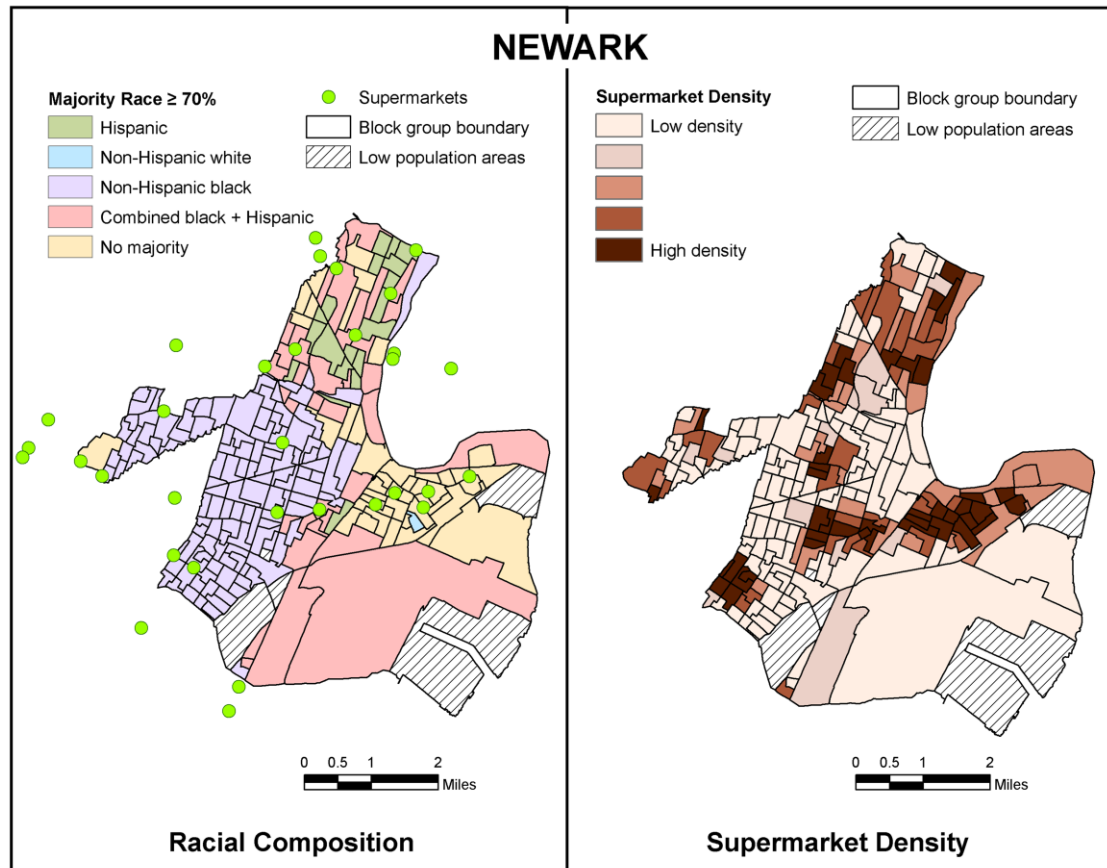 NEWARK
Majority Race ≥ 70%
Hispanic
Non-Hispanic white
Non-Hispanic black
Combined black + Hispanic
No majority
Supermarkets
Block group boundary
Low population areas
0 0.5 1 2
Miles
Racial Composition
Supermarket Density
Low density
High density
Block group boundary
Low population areas
0 0.5 1 2
Miles
Supermarket Density